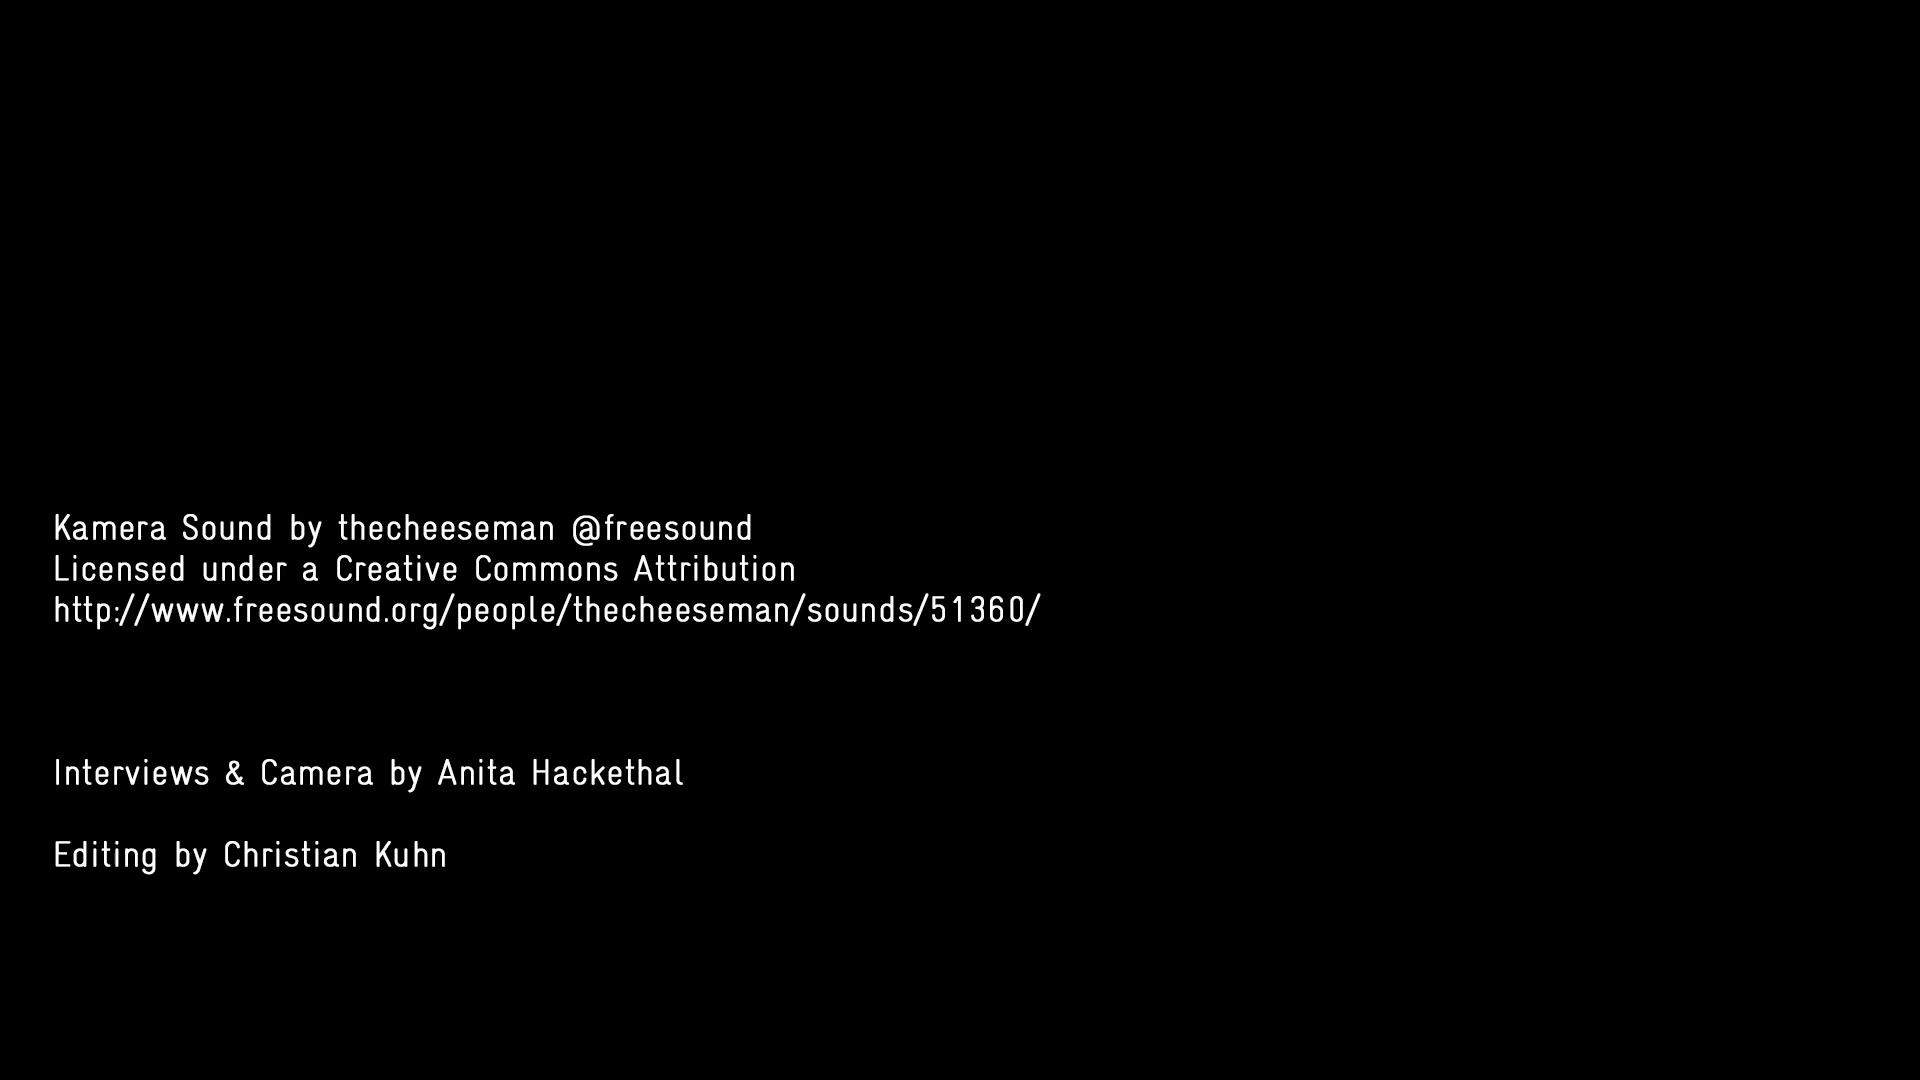 Kamera Sound by thecheeseman @freesound
Licensed under a Creative Commons Attribution
http://www.freesound.org/people/thecheeseman/sounds/51360/
Interviews & Camera by Anita Hackethal
Editing by Christian Kuhn